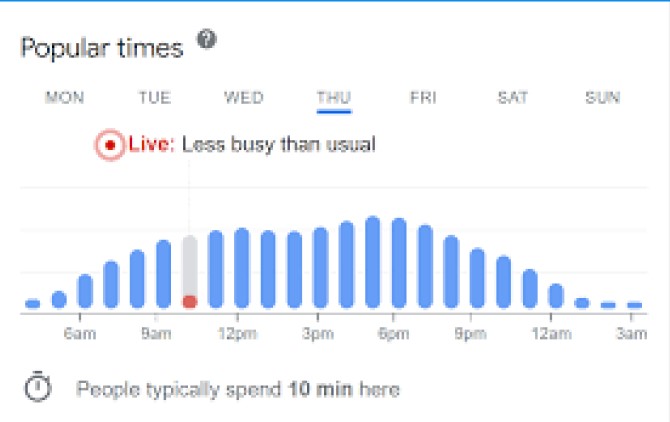 Popular times ?
MON TUE WED THU FRI SAT SUN
Live: Less busy than usual
6am 9am 12pm 3pm 6pm 9pm 12am 3am
People typically spend 10 min here